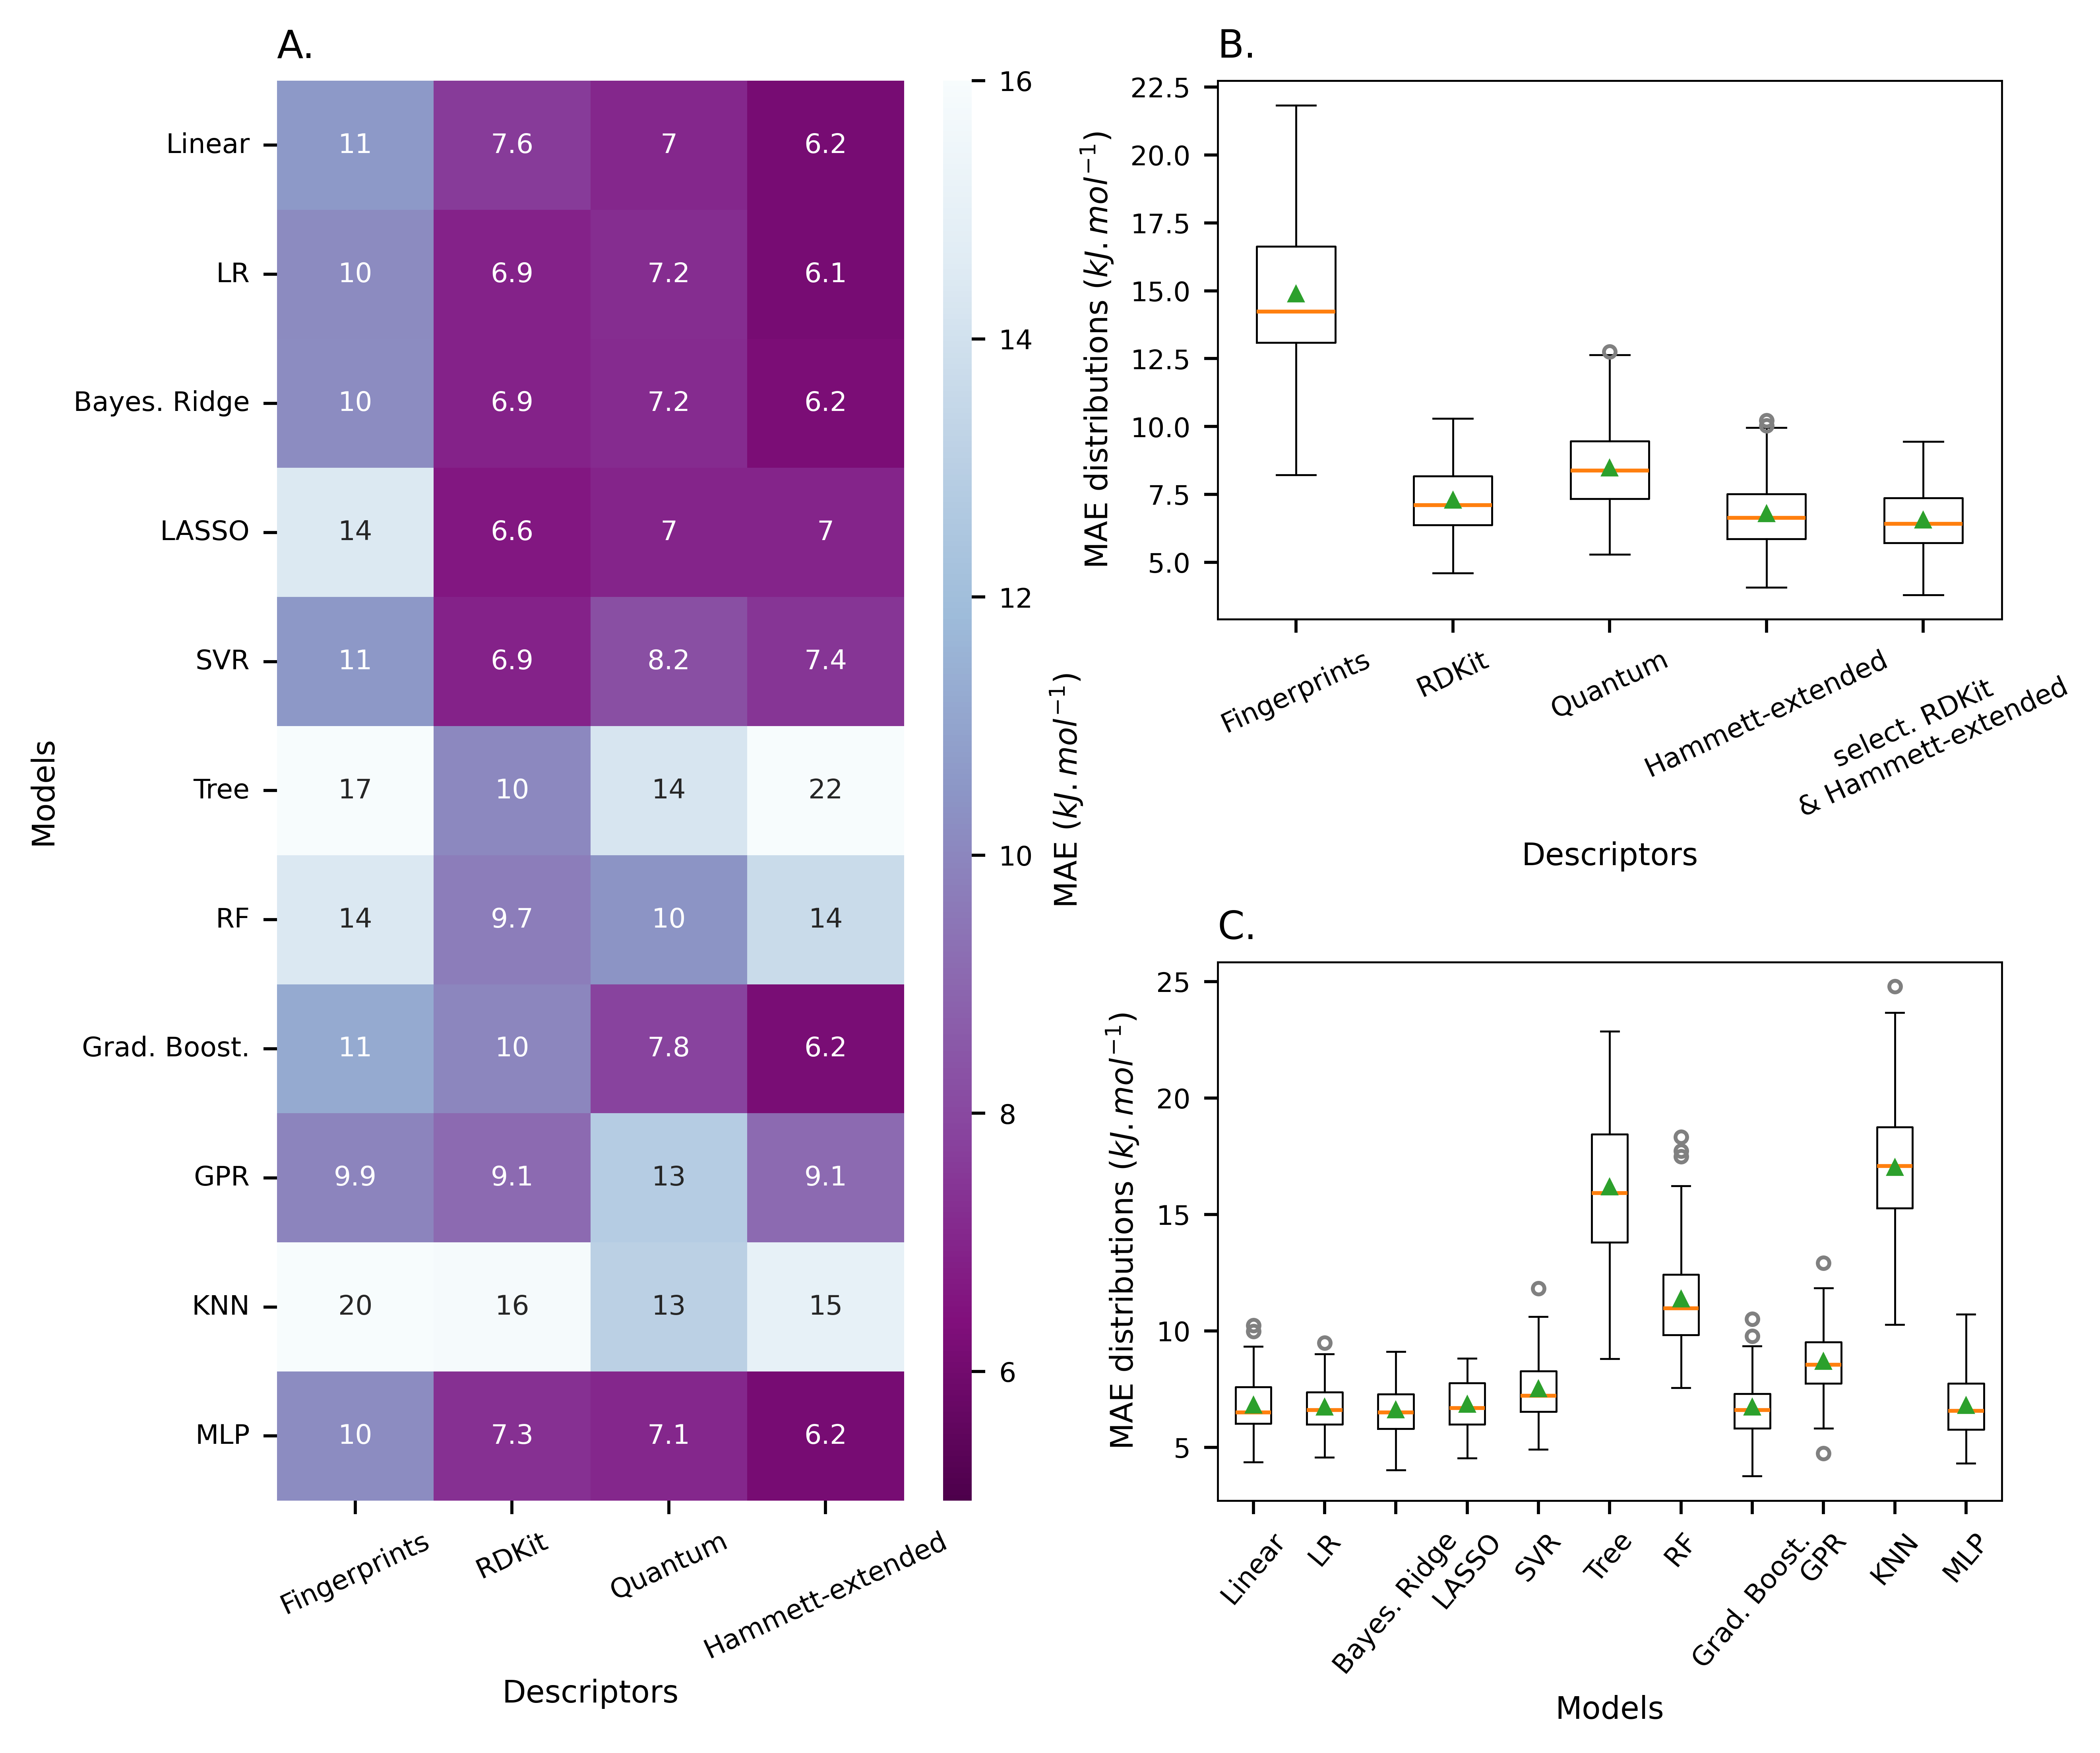 A.
Models
Linear 11 7.6 7 6.2
LR 10 6.9 7.2 6.1
Bayes. Ridge 10 6.9 7.2 6.2
LASSO 14 6.6 7 7
SVR 11 6.9 8.2 7.4
Tree 17 10 14 22
RF 14 9.7 10 14
Grad. Boost. 11 10 7.8 6.2
GPR 9.9 9.1 13 9.1
KNN 20 16 13 15
MLP 10 7.3 7.1 6.2
Fingerprints RDKit Quantum Hammett-extended
Descriptors
16
14
12
10
8
6
MAE (kJ.mol⁻¹)
B.
MAE distributions (kJ.mol⁻¹)
22.5
20.0
17.5
15.0
12.5
10.0
7.5
5.0
Fingerprints RDKit Quantum Hammett-extended select. RDKit
& Hammett-extended
Descriptors
C.
MAE distributions (kJ.mol⁻¹)
25
20
15
10
5
Linear LR Bayes. Ridge LASSO SVR Tree RF Grad. Boost. GPR KNN MLP
Models